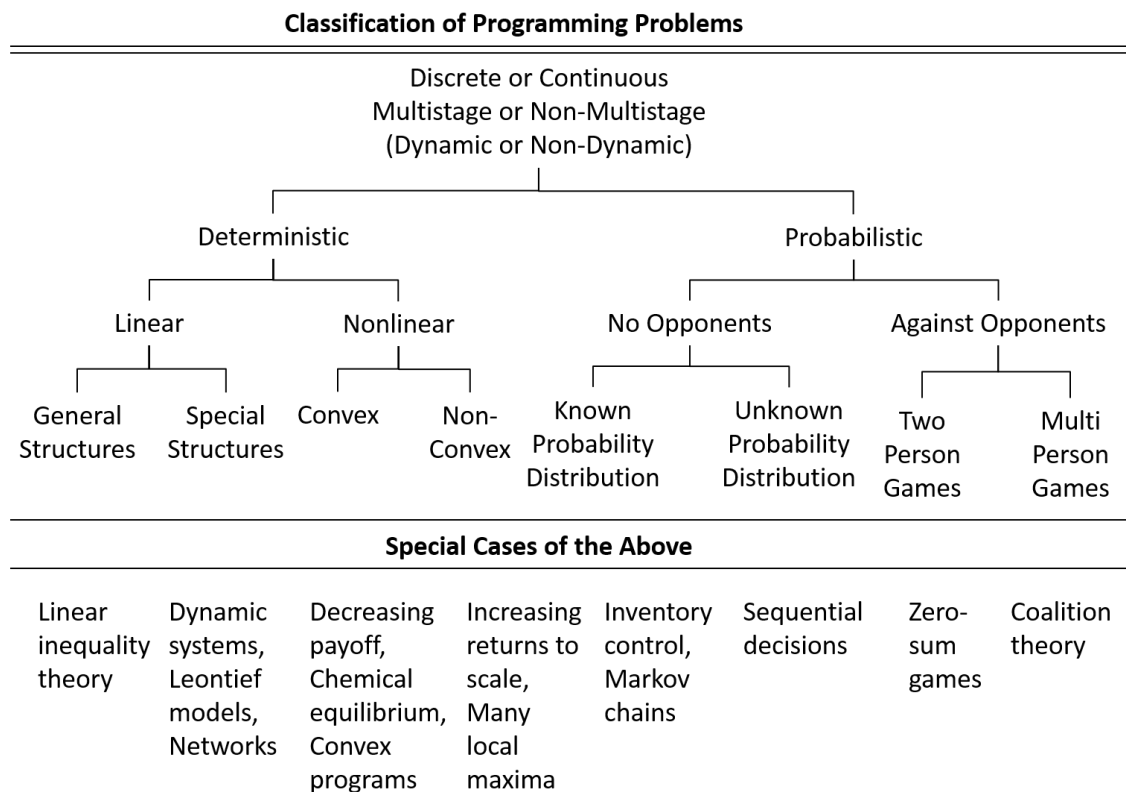 Classification of Programming Problems
Discrete or Continuous
Multistage or Non-Multistage
(Dynamic or Non-Dynamic)
Deterministic
Probabilistic
Linear
Nonlinear
No Opponents
Against Opponents
General
Structures
Special
Structures
Convex
Non-
Convex
Known
Probability
Distribution
Unknown
Probability
Distribution
Two
Person
Games
Multi
Person
Games
Special Cases of the Above
Linear
inequality
theory
Dynamic
systems,
Leontief
models,
Networks
Decreasing
payoff,
Chemical
equilibrium,
Convex
programs
Increasing
returns to
scale,
Many
local
maxima
Inventory
control,
Markov
chains
Sequential
decisions
Zero-
sum
games
Coalition
theory